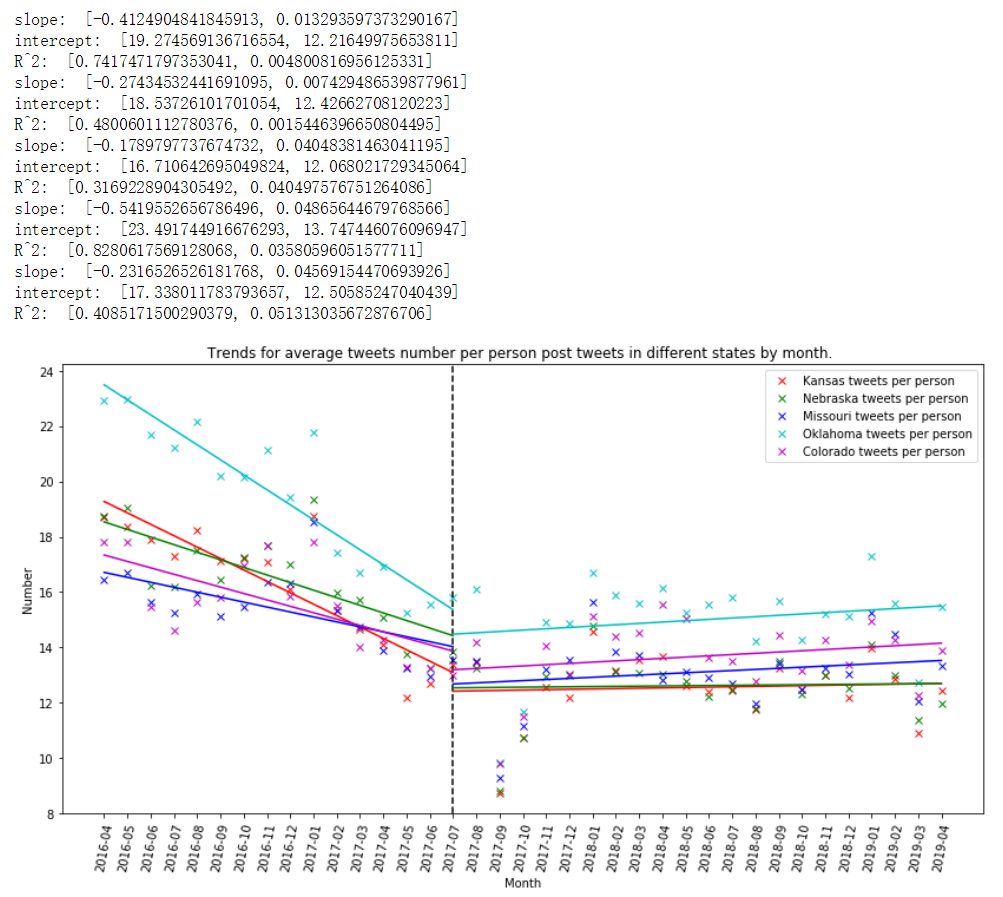 slope:  [-0.4124904841845913, 0.013293597373290167]
intercept:  [19.274569136716554, 12.21649975653811]
R^2:  [0.7417471797353041, 0.004800816956125331]
slope:  [-0.27434532441691095, 0.007429486539877961]
intercept:  [18.53726101701054, 12.42662708120223]
R^2:  [0.4800601112780376, 0.0015446396650804495]
slope:  [-0.1789797737674732, 0.04048381463041195]
intercept:  [16.710642695049824, 12.068021729345064]
R^2:  [0.3169228904305492, 0.040497576751264086]
slope:  [-0.5419552656786496, 0.04865644679768566]
intercept:  [23.491744916676293, 13.747446076096947]
R^2:  [0.8280617569128068, 0.03580596051577711]
slope:  [-0.2316526526181768, 0.04569154470693926]
intercept:  [17.338011783793657, 12.50585247040439]
R^2:  [0.4085171500290379, 0.051313035672876706]
Trends for average tweets number per person post tweets in different states by month.
Kansas tweets per person
Nebraska tweets per person
Missouri tweets per person
Oklahoma tweets per person
Colorado tweets per person
Number
24
22
20
18
16
14
12
10
8
2016-04
2016-05
2016-06
2016-07
2016-08
2016-09
2016-10
2016-11
2016-12
2017-01
2017-02
2017-03
2017-04
2017-05
2017-06
2017-07
2017-08
2017-09
2017-10
2017-11
2017-12
2018-01
2018-02
2018-03
2018-04
2018-05
2018-06
2018-07
2018-08
2018-09
2018-10
2018-11
2018-12
2019-01
2019-02
2019-03
2019-04
Month